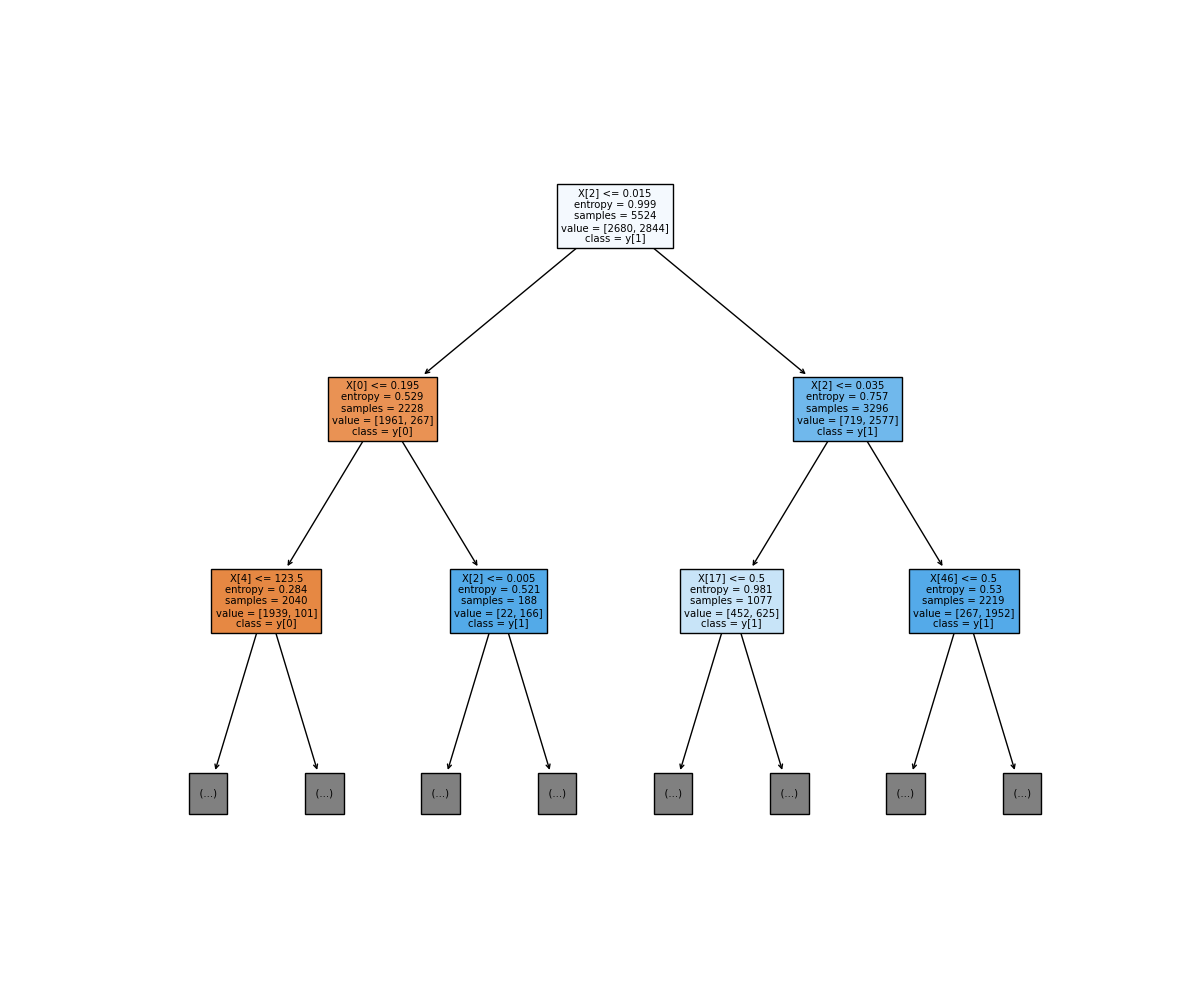 X[2] <= 0.015
entropy = 0.999
samples = 5524
value = [2680, 2844]
class = y[1]
X[0] <= 0.195
entropy = 0.529
samples = 2228
value = [1961, 267]
class = y[0]
X[2] <= 0.035
entropy = 0.757
samples = 3296
value = [719, 2577]
class = y[1]
X[4] <= 123.5
entropy = 0.284
samples = 2040
value = [1939, 101]
class = y[0]
X[2] <= 0.005
entropy = 0.521
samples = 188
value = [22, 166]
class = y[1]
X[17] <= 0.5
entropy = 0.981
samples = 1077
value = [452, 625]
class = y[1]
X[46] <= 0.5
entropy = 0.53
samples = 2219
value = [267, 1952]
class = y[1]
(...)
(...)
(...)
(...)
(...)
(...)
(...)
(...)